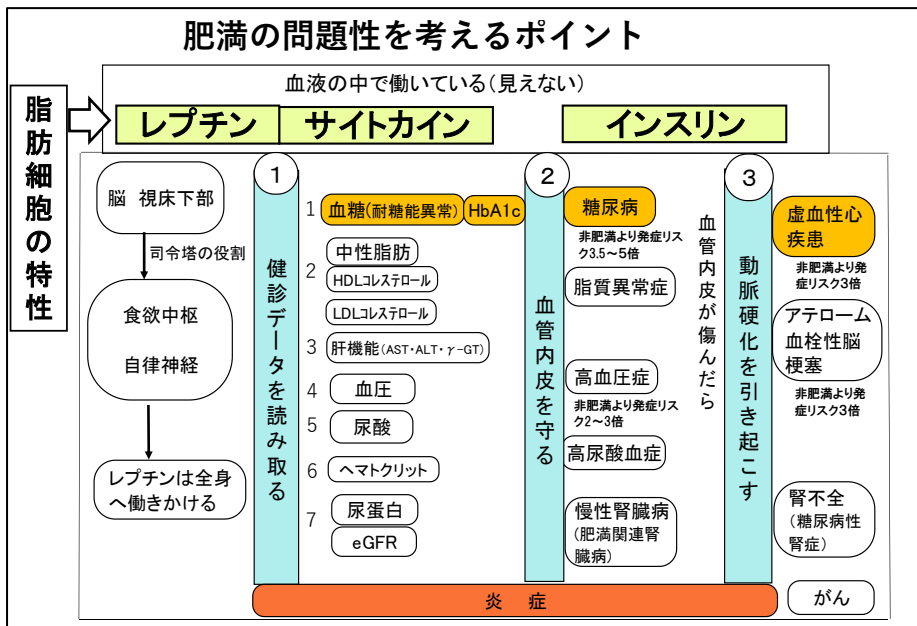 肥満の問題性を考えるポイント
脂肪細胞の特性
血液の中で働いている(見えない)
レプチン
サイトカイン
インスリン
脳 視床下部
司令塔の役割
食欲中枢
自律神経
レプチンは全身
へ働きかける
1
健診データを読み取る
1
血糖(耐糖能異常)
HbA1c
2
中性脂肪
HDLコレステロール
LDLコレステロール
3
肝機能(AST・ALT・γ-GT)
4
血圧
5
尿酸
6
ヘマトクリット
7
尿蛋白
eGFR
2
血管内皮を守る
糖尿病
非肥満より発症リス
ク3.5~5倍
脂質異常症
高血圧症
非肥満より発症リス
ク2~3倍
高尿酸血症
慢性腎臓病
(肥満関連腎
臓病)
血管内皮が傷んだら
3
動脈硬化を引き起こす
虚血性心
疾患
非肥満より発
症リスク3倍
アテローム
血栓性脳
梗塞
非肥満より発
症リスク3倍
腎不全
(糖尿病性
腎症)
がん
炎 症